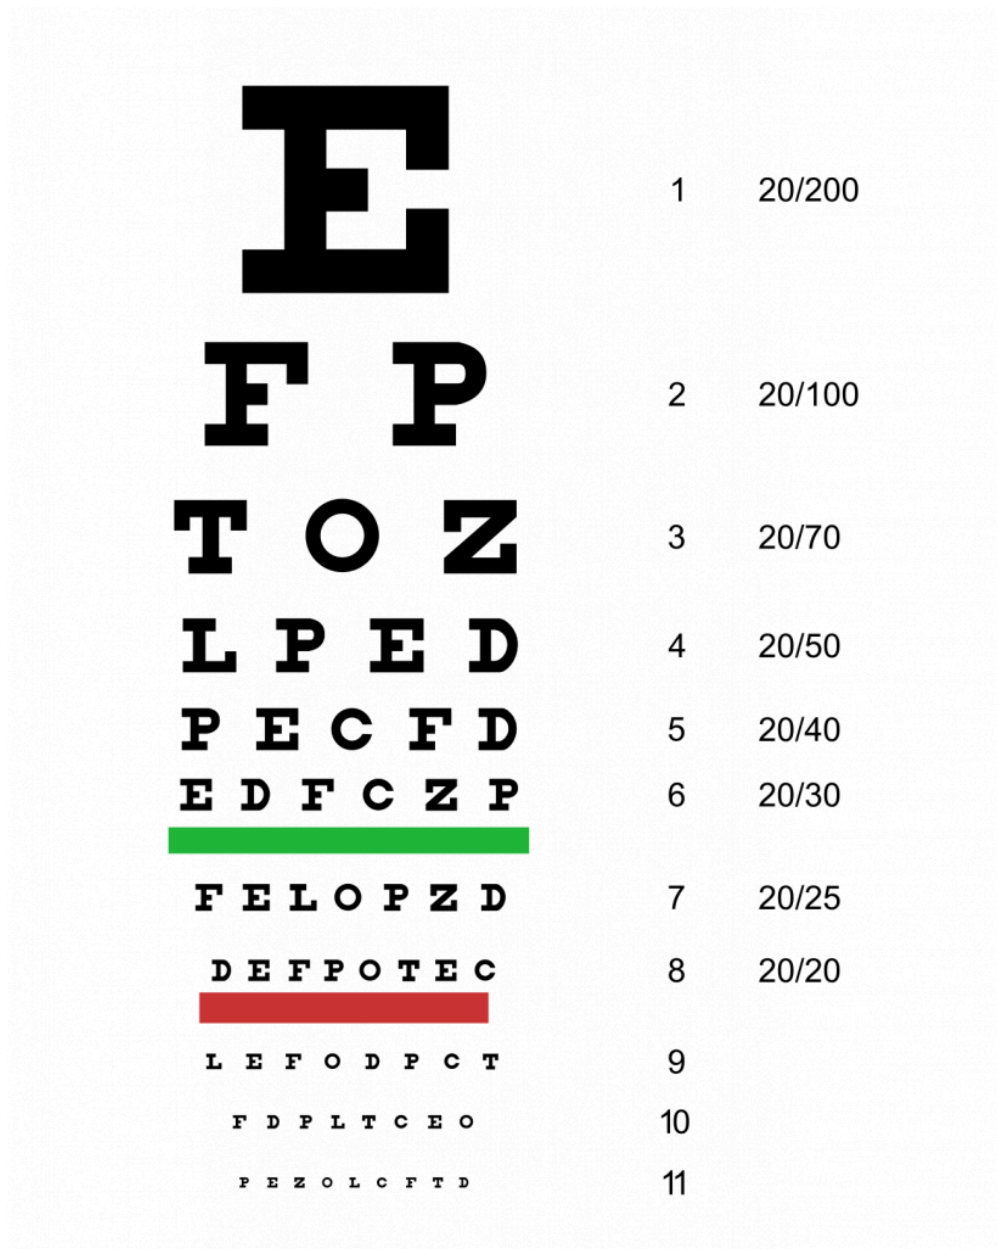 E 1 20/200
F P 2 20/100
T O Z 3 20/70
L P E D 4 20/50
P E C F D 5 20/40
E D F C Z P 6 20/30
F E L O P Z D 7 20/25
D E F P O T E C 8 20/20
L E F O D P C T 9
F D P L T C E O 10
P E Z O L C F T D 11